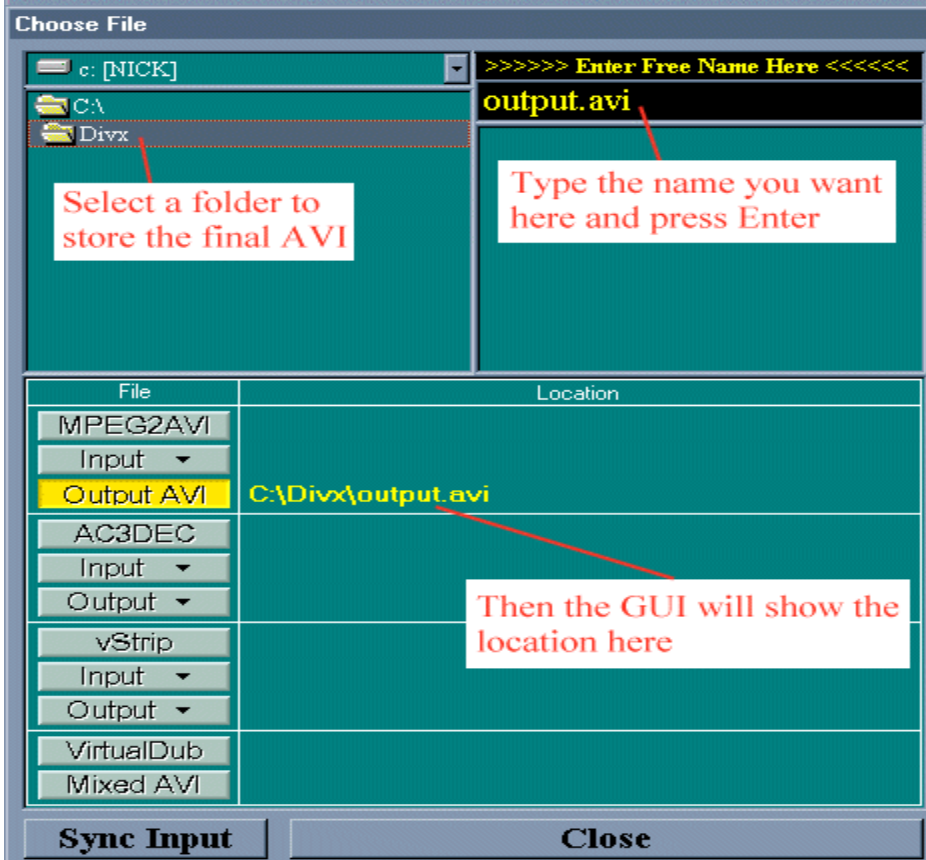 Choose File
c: [NICK]
>>>>>> Enter Free Name Here <<<<<<
output.avi
C:\
Divx
Select a folder to
store the final AVI
Type the name you want
here and press Enter
File
Location
MPEG2AVI
Input
Output AVI
C:\Divx\output.avi
AC3DEC
Input
Output
Then the GUI will show the
location here
vStrip
Input
Output
VirtualDub
Mixed AVI
Sync Input
Close